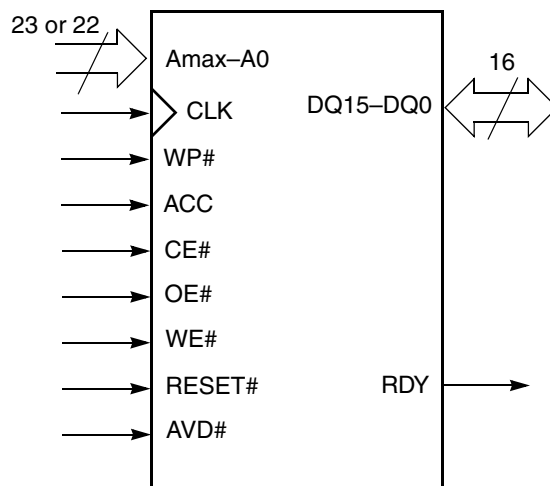 23 or 22
16
Amax–A0
CLK
DQ15–DQ0
WP#
ACC
CE#
OE#
WE#
RESET#
RDY
AVD#